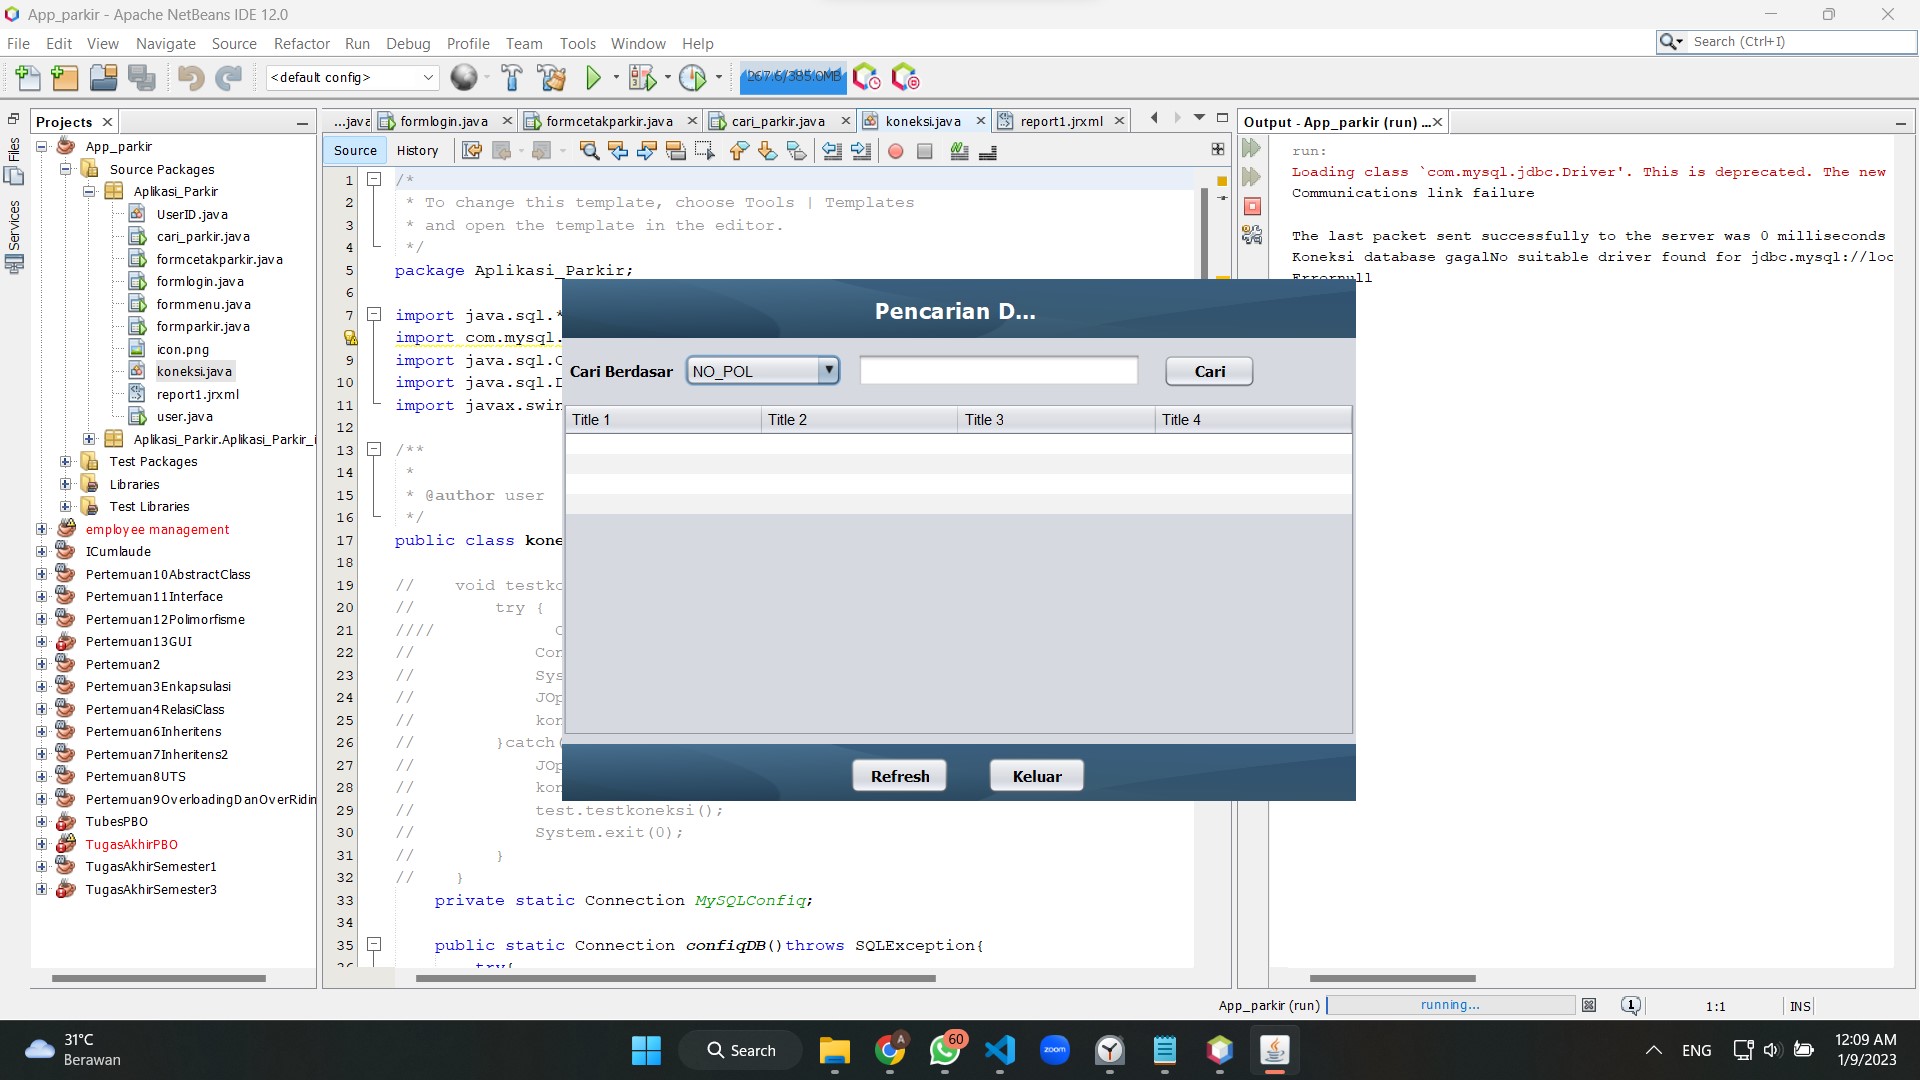 App_parkir - Apache NetBeans IDE 12.0
File Edit View Navigate Source Refactor Run Debug Profile Team Tools Window Help
Search (Ctrl+I)
<default config>
267.6/385.0MB
Projects
Files
Services
App_parkir
Source Packages
Aplikasi_Parkir
UserID.java
cari_parkir.java
formcetakparkir.java
formlogin.java
formmenu.java
formparkir.java
icon.png
koneksi.java
report1.jrxml
user.java
Aplikasi_Parkir.Aplikasi_Parkir_i
Test Packages
Libraries
Test Libraries
employee management
ICumlaude
Pertemuan10AbstractClass
Pertemuan11Interface
Pertemuan12Polimorfisme
Pertemuan13GUI
Pertemuan2
Pertemuan3Enkapsulasi
Pertemuan4RelasiClass
Pertemuan6Inheritens
Pertemuan7Inheritens2
Pertemuan8UTS
Pertemuan9OverloadingDanOverRidin
TubesPBO
TugasAkhirPBO
TugasAkhirSemester1
TugasAkhirSemester3
...java formlogin.java formcetakparkir.java cari_parkir.java koneksi.java report1.jrxml
Source History
1 /*
2 * To change this template, choose Tools | Templates
3 * and open the template in the editor.
4 */
5 package Aplikasi_Parkir;
6
7 import java.sql.*
import com.mysql.
9 import java.sql.C
10 import java.sql.D
11 import javax.swin
12
13 /**
14 *
15 * @author user
16 */
17 public class kone
18
19 // void testko
20 // try {
21 //// C
22 // Con
23 // Sys
24 // JOp
25 // kon
26 // }catch(
27 // JOp
28 // kon
29 // test.testkoneksi();
30 // System.exit(0);
31 // }
32 // }
33 private static Connection MySQLConfiq;
34
35 public static Connection confiqDB()throws SQLException{
36 try{
Pencarian D...
Cari Berdasar NO_POL Cari
Title 1 Title 2 Title 3 Title 4
Refresh Keluar
Output - App_parkir (run) ...
run:
Loading class `com.mysql.jdbc.Driver'. This is deprecated. The new
Communications link failure
The last packet sent successfully to the server was 0 milliseconds
Koneksi database gagalNo suitable driver found for jdbc.mysql://loc
Errornull
App_parkir (run) running... 1 1:1 INS
31°C
Berawan
Search
A
60
zoom
ENG
12:09 AM
1/9/2023